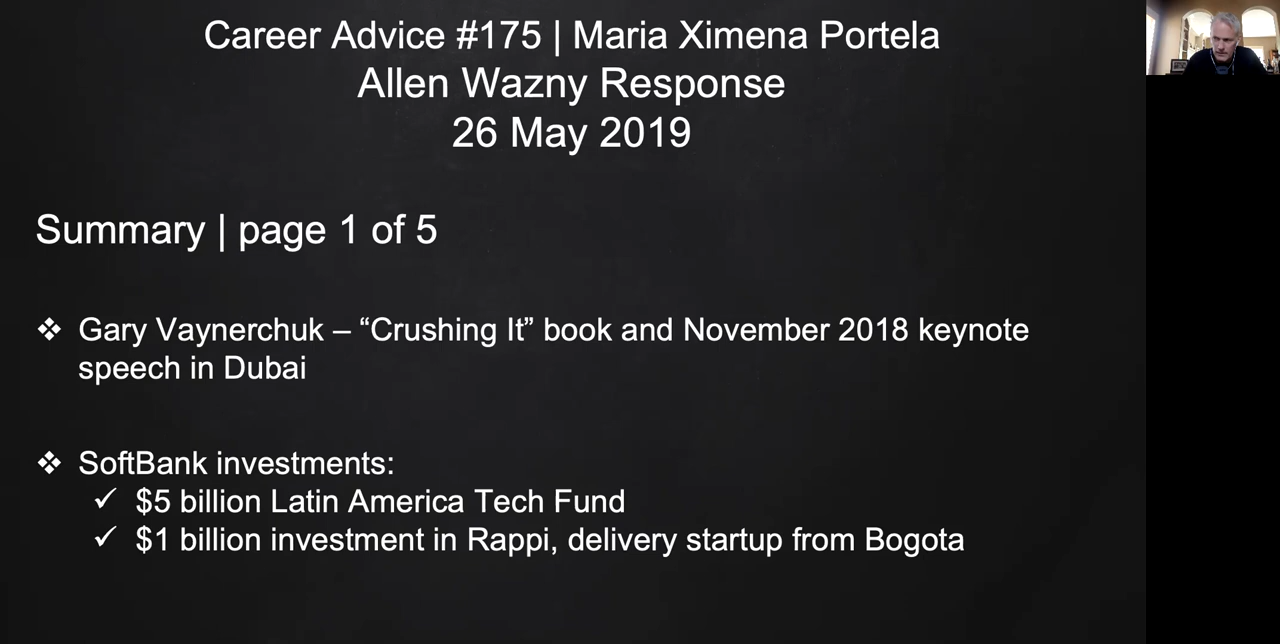 Career Advice #175 | Maria Ximena Portela
Allen Wazny Response
26 May 2019
Summary | page 1 of 5
❖ Gary Vaynerchuk – “Crushing It” book and November 2018 keynote
speech in Dubai
❖ SoftBank investments:
✓ $5 billion Latin America Tech Fund
✓ $1 billion investment in Rappi, delivery startup from Bogota